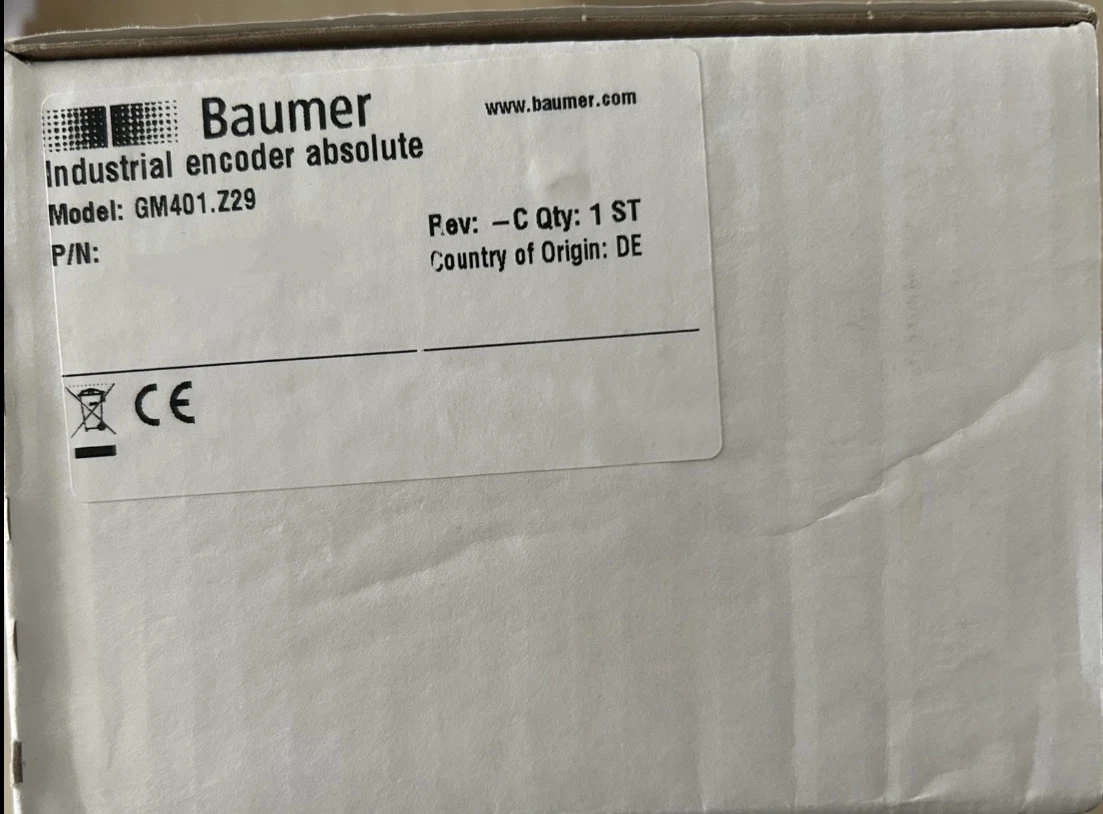 Baumer
www.baumer.com
Industrial encoder absolute
Model: GM401.Z29
Rev: –C Qty: 1 ST
P/N:
Country of Origin: DE
CE